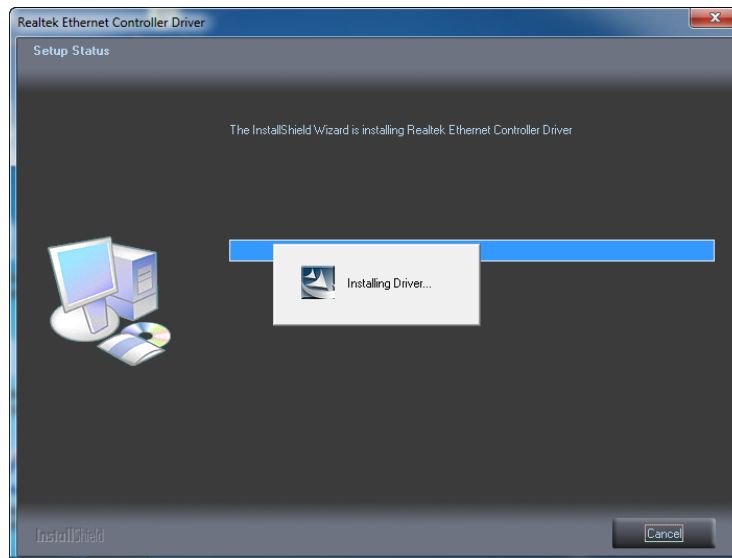 Realtek Ethernet Controller Driver
Setup Status
The InstallShield Wizard is installing Realtek Ethernet Controller Driver
Installing Driver...
InstallShield
Cancel